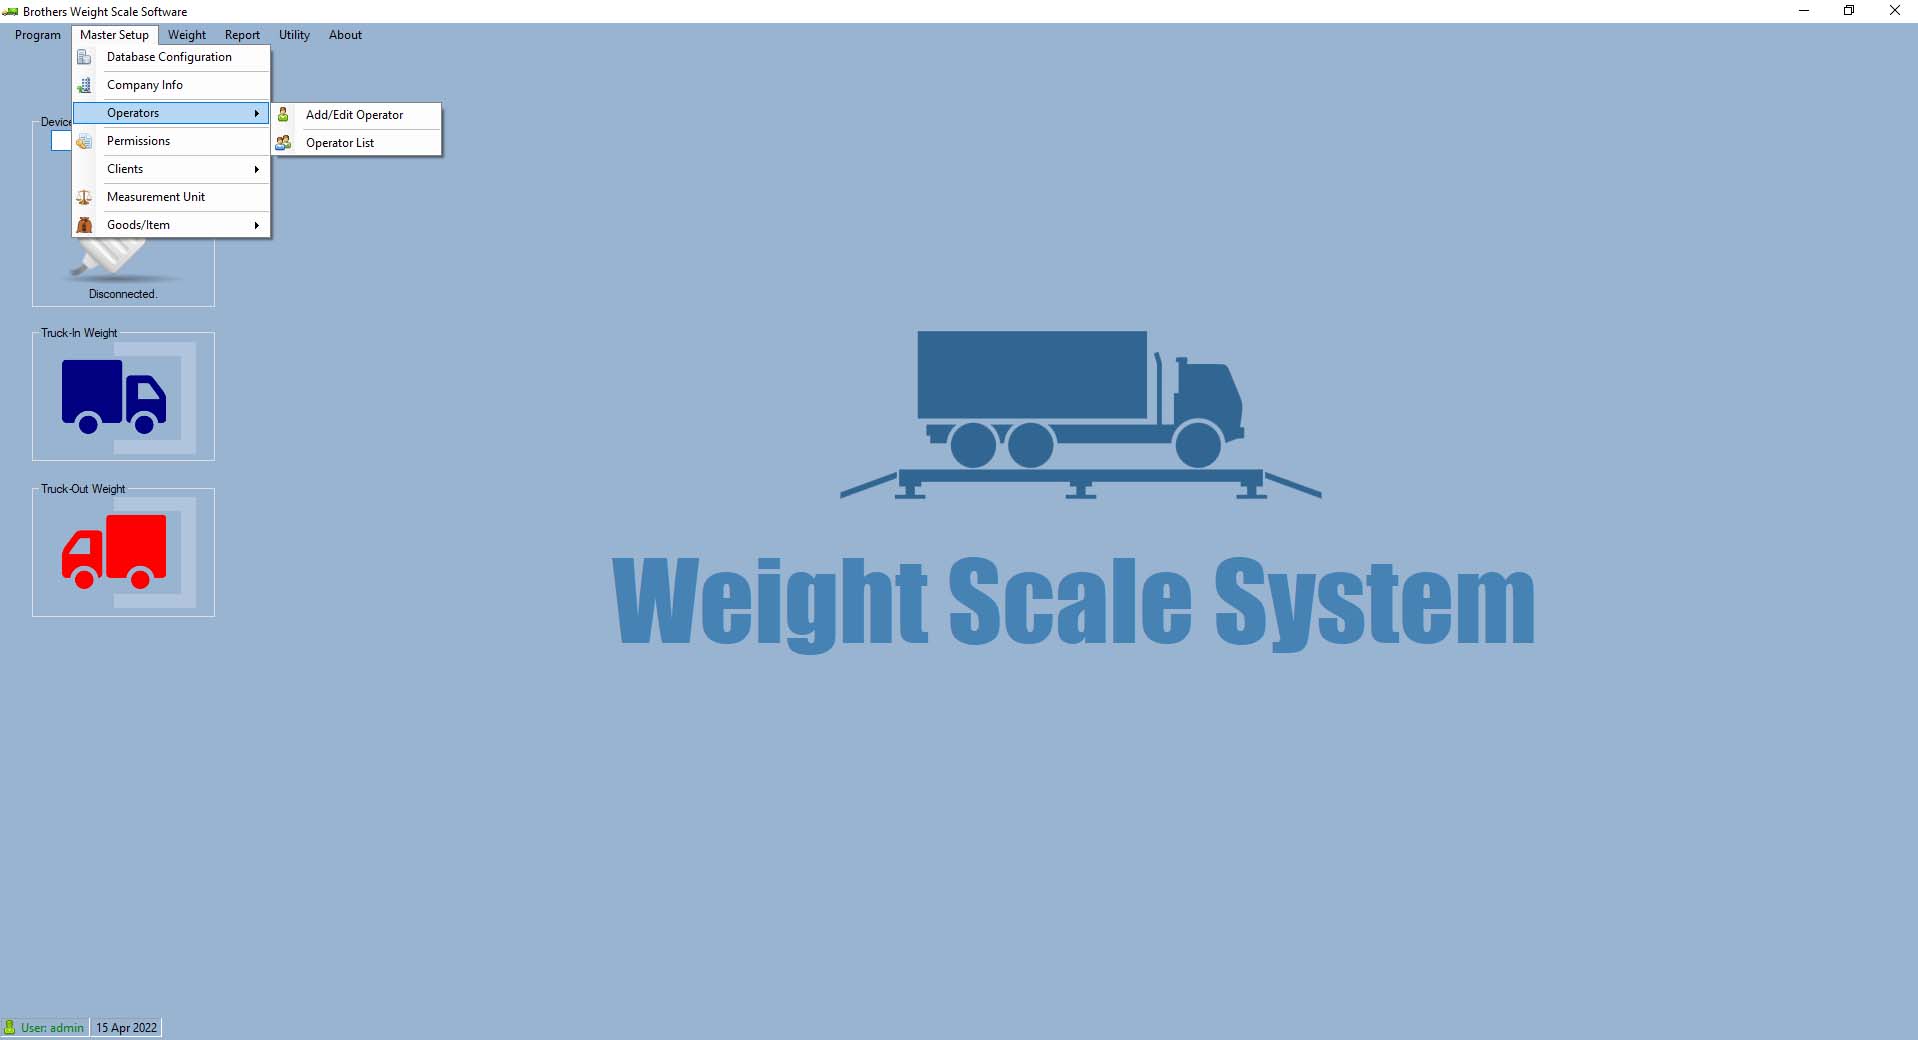 Brothers Weight Scale Software
Program Master Setup Weight Report Utility About
Database Configuration
Company Info
Operators
Add/Edit Operator
Permissions
Operator List
Clients
Measurement Unit
Goods/Item
Device
Disconnected.
Truck-In Weight
Truck-Out Weight
Weight Scale System
User: admin 15 Apr 2022